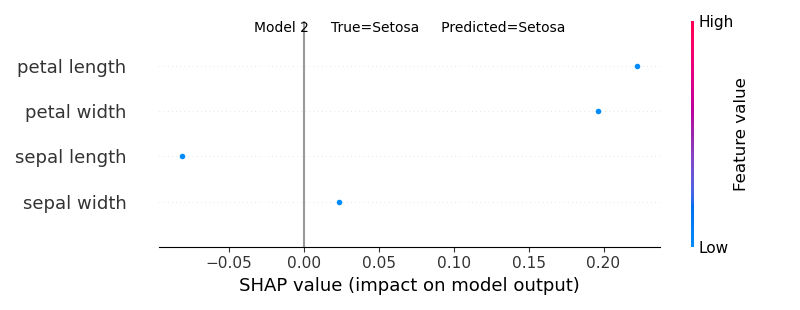 Model 2 True=Setosa Predicted=Setosa
High
petal length
petal width
sepal length
sepal width
Feature value
Low
−0.05 0.00 0.05 0.10 0.15 0.20
SHAP value (impact on model output)